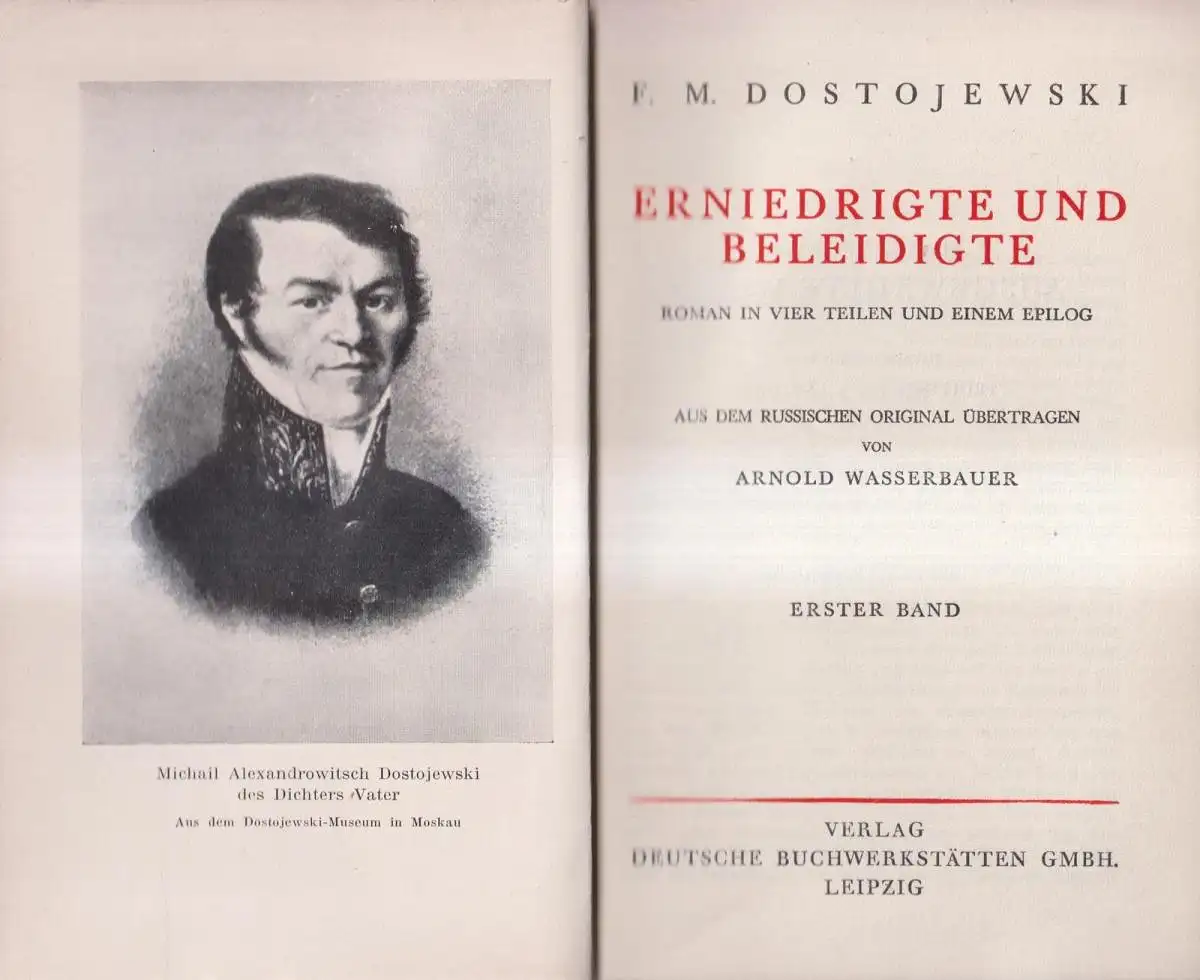 Michail Alexandrowitsch Dostojewski
des Dichters Vater
Aus dem Dostojewski-Museum in Moskau
F. M. DOSTOJEWSKI
ERNIEDRIGTE UND
BELEIDIGTE
ROMAN IN VIER TEILEN UND EINEM EPILOG
AUS DEM RUSSISCHEN ORIGINAL ÜBERTRAGEN
VON
ARNOLD WASSERBAUER
ERSTER BAND
VERLAG
DEUTSCHE BUCHWERKSTÄTTEN GMBH.
LEIPZIG